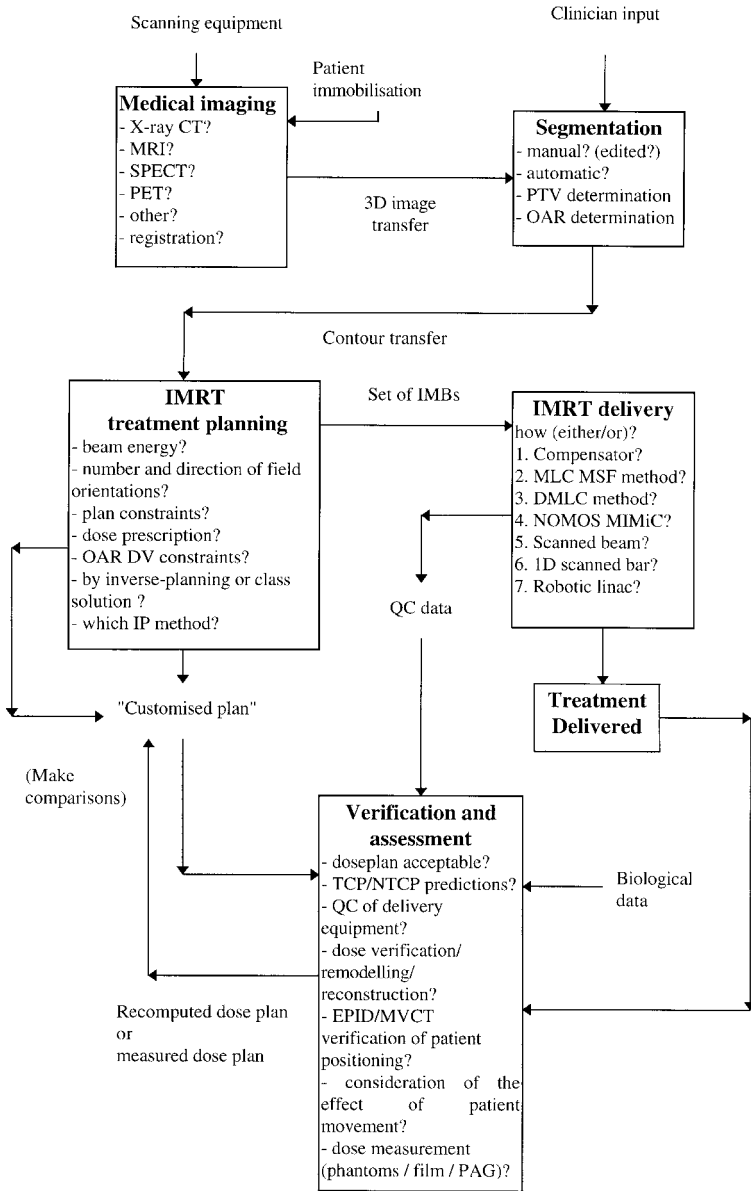 Scanning equipment
Clinician input
Patient
immobilisation
Medical imaging
- X-ray CT?
- MRI?
- SPECT?
- PET?
- other?
- registration?
3D image
transfer
Segmentation
- manual? (edited?)
- automatic?
- PTV determination
- OAR determination
Contour transfer
IMRT
treatment planning
- beam energy?
- number and direction of field
orientations?
- plan constraints?
- dose prescription?
- OAR DV constraints?
- by inverse-planning or class
solution ?
- which IP method?
Set of IMBs
IMRT delivery
how (either/or)?
1. Compensator?
2. MLC MSF method?
3. DMLC method?
4. NOMOS MIMiC?
5. Scanned beam?
6. 1D scanned bar?
7. Robotic linac?
QC data
"Customised plan"
Treatment
Delivered
(Make
comparisons)
Verification and
assessment
- doseplan acceptable?
- TCP/NTCP predictions?
- QC of delivery
equipment?
- dose verification/
remodelling/
reconstruction?
- EPID/MVCT
verification of patient
positioning?
- consideration of the
effect of patient
movement?
- dose measurement
(phantoms / film / PAG)?
Biological
data
Recomputed dose plan
or
measured dose plan